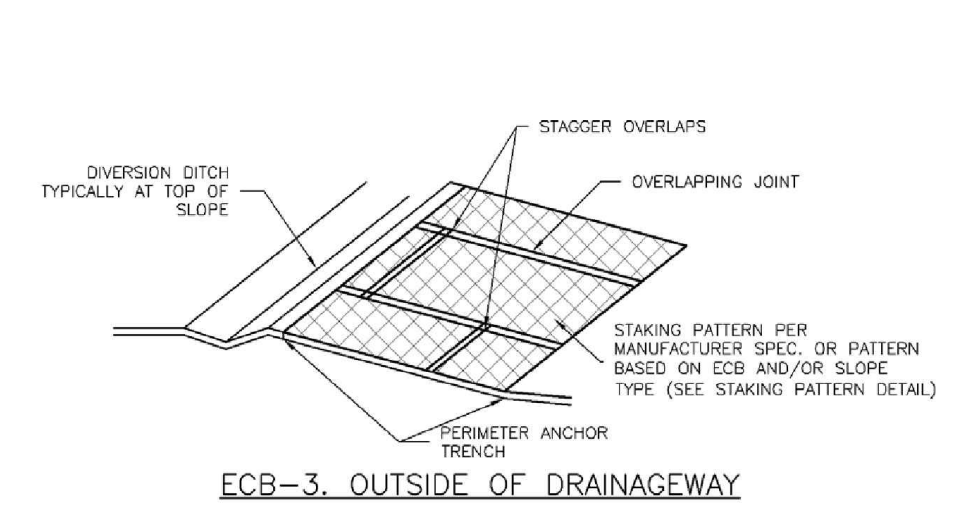 STAGGER OVERLAPS
DIVERSION DITCH
TYPICALLY AT TOP OF
SLOPE
OVERLAPPING JOINT
STAKING PATTERN PER
MANUFACTURER SPEC. OR PATTERN
BASED ON ECB AND/OR SLOPE
TYPE (SEE STAKING PATTERN DETAIL)
PERIMETER ANCHOR
TRENCH
ECB-3. OUTSIDE OF DRAINAGEWAY